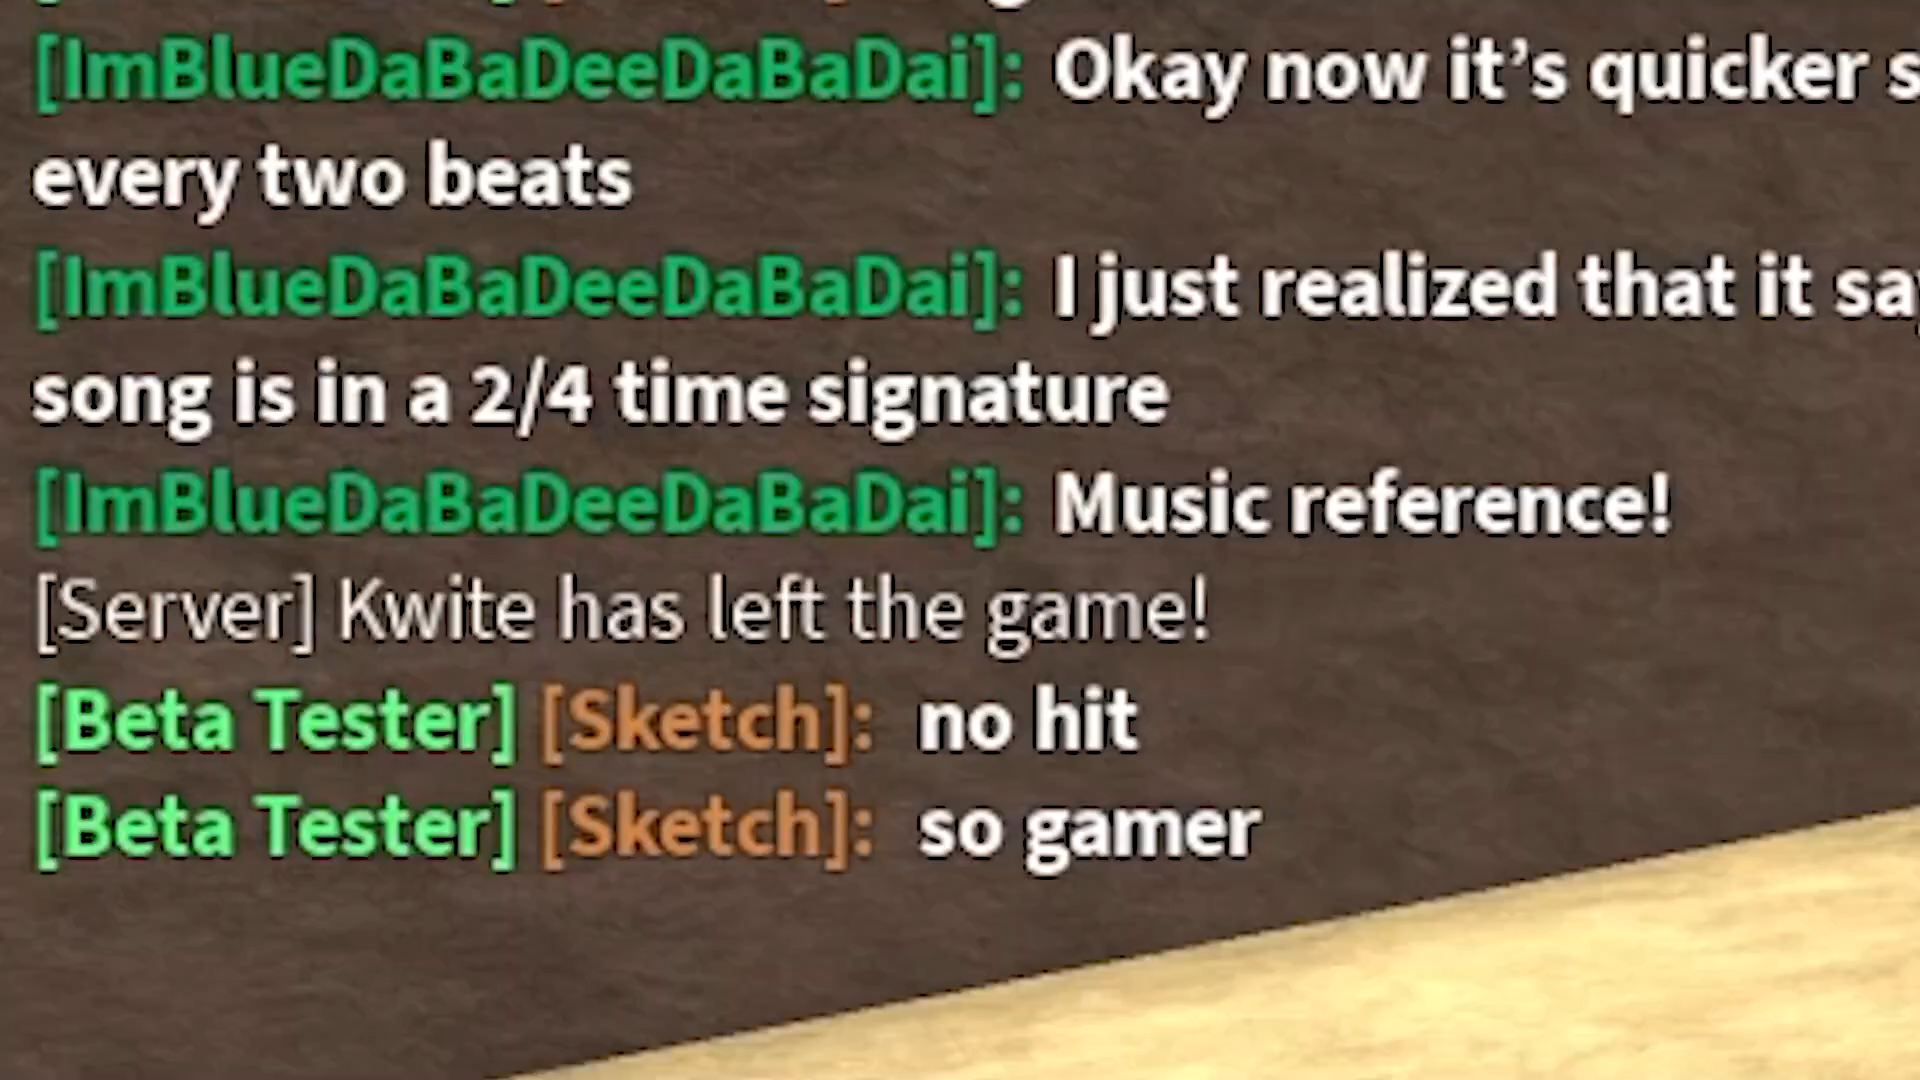 [ImBlueDaBaDeeDaBaDai]: Okay now it’s quicker
every two beats
[ImBlueDaBaDeeDaBaDai]: I just realized that it
song is in a 2/4 time signature
[ImBlueDaBaDeeDaBaDai]: Music reference!
[Server] Kwite has left the game!
[Beta Tester] [Sketch]: no hit
[Beta Tester] [Sketch]: so gamer